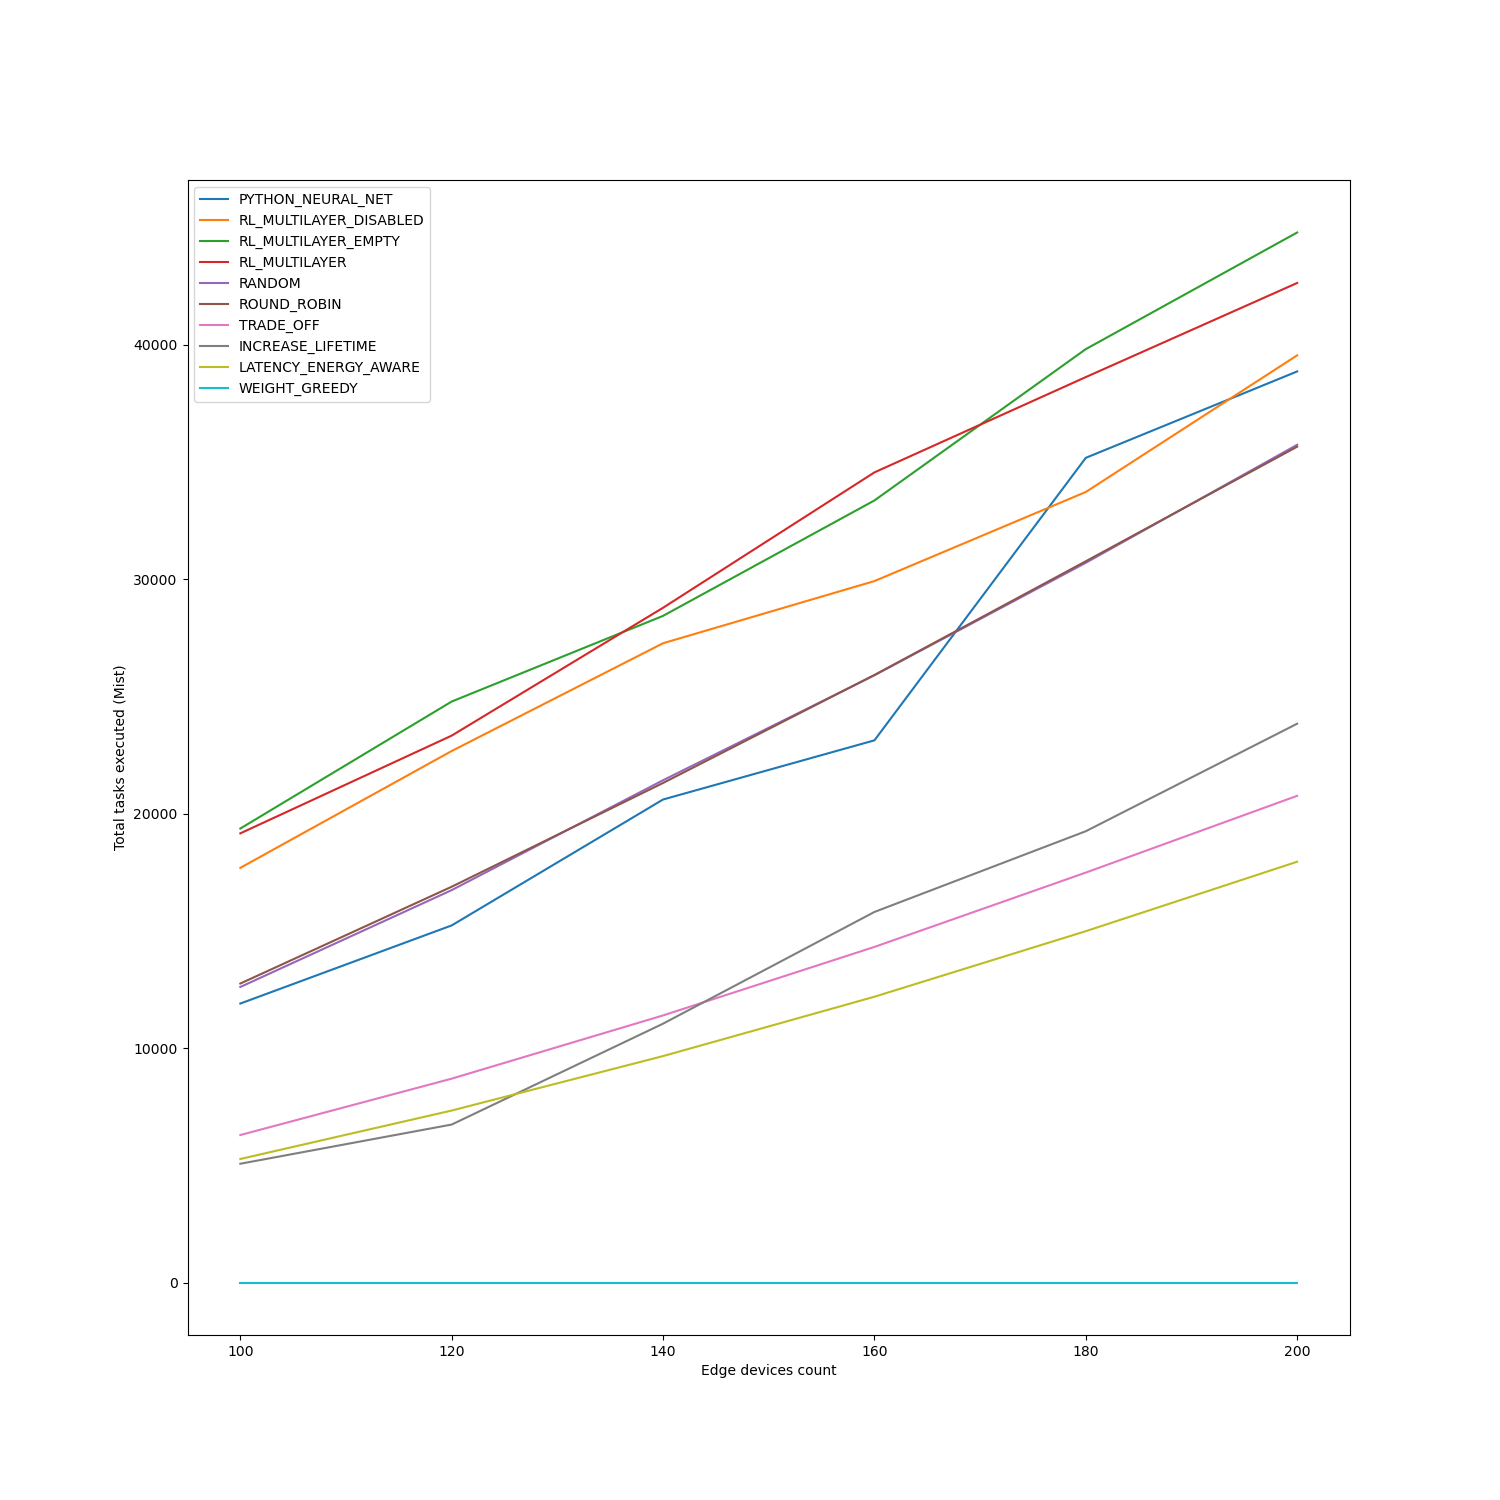 PYTHON_NEURAL_NET
RL_MULTILAYER_DISABLED
RL_MULTILAYER_EMPTY
RL_MULTILAYER
RANDOM
ROUND_ROBIN
TRADE_OFF
INCREASE_LIFETIME
LATENCY_ENERGY_AWARE
WEIGHT_GREEDY
Total tasks executed (Mist)
40000
30000
20000
10000
0
100 120 140 160 180 200
Edge devices count